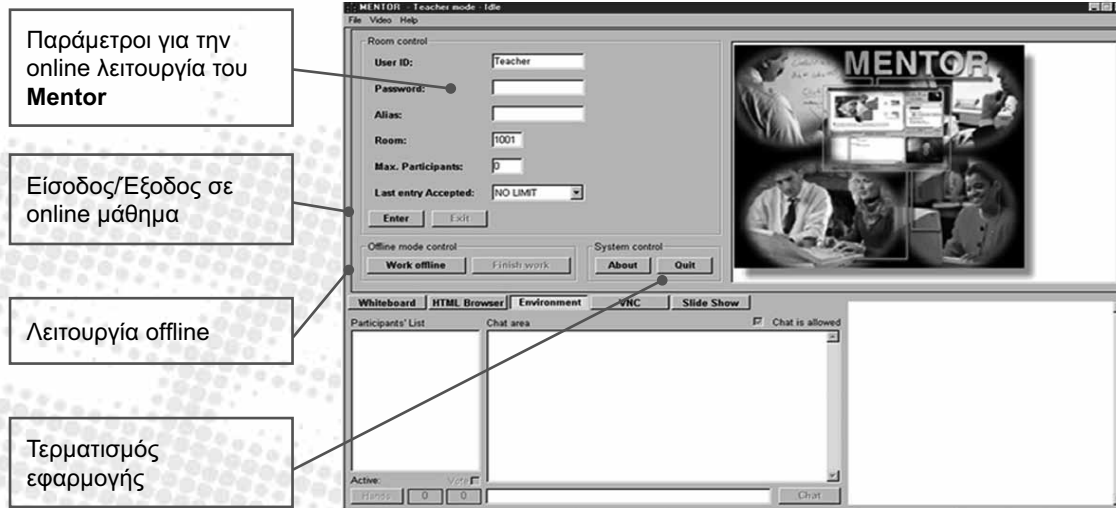 Παράμετροι για την
online λειτουργία του
Mentor
Είσοδος/Έξοδος σε
online μάθημα
Λειτουργία offline
Τερματισμός
εφαρμογής
MENTOR - Teacher mode - Idle
File Video Help
Room control
User ID: Teacher
Password:
Alias:
Room: 1001
Max. Participants: 0
Last entry Accepted: NO LIMIT
Enter Exit
Offline mode control
Work offline Finish work
System control
About Quit
MENTOR
Whiteboard HTML Browser Environment VNC Slide Show
Participants' List Chat area Chat is allowed
Active: Vote
Hands 0 0 Chat